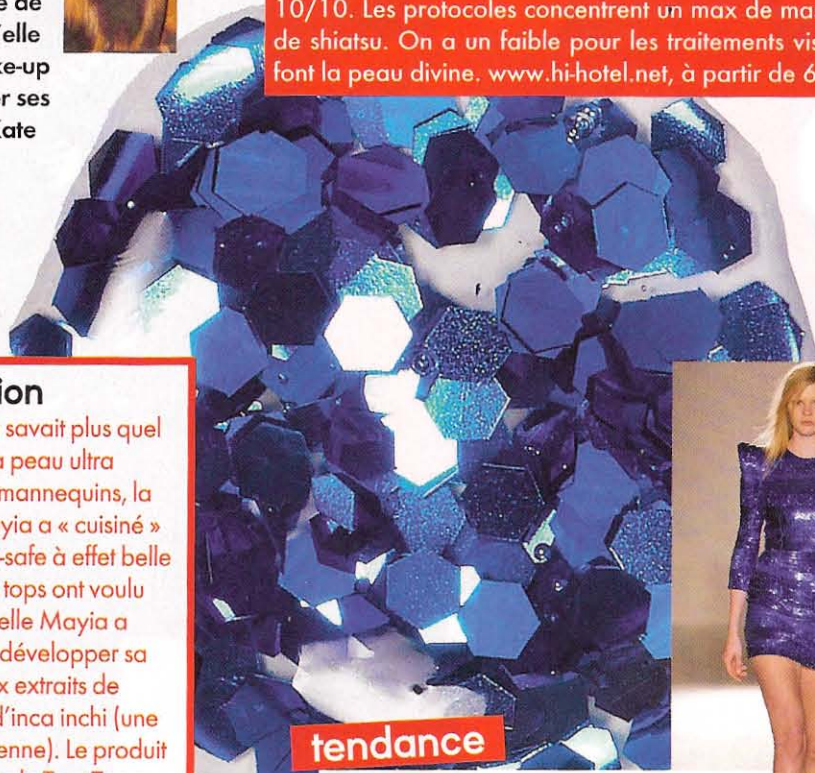 de
elle
ke-up
er ses
Kate
10/10. Les protocoles concentrent un max de ma
de shiatsu. On a un faible pour les traitements vis
font la peau divine. www.hi-hotel.net, à partir de 6
ion
savait plus quel
a peau ultra
mannequins, la
yia a « cuisiné »
-safe à effet belle
tops ont voulu
elle Mayia a
développer sa
x extraits de
d'inca inchi (une
enne). Le produit
tendance